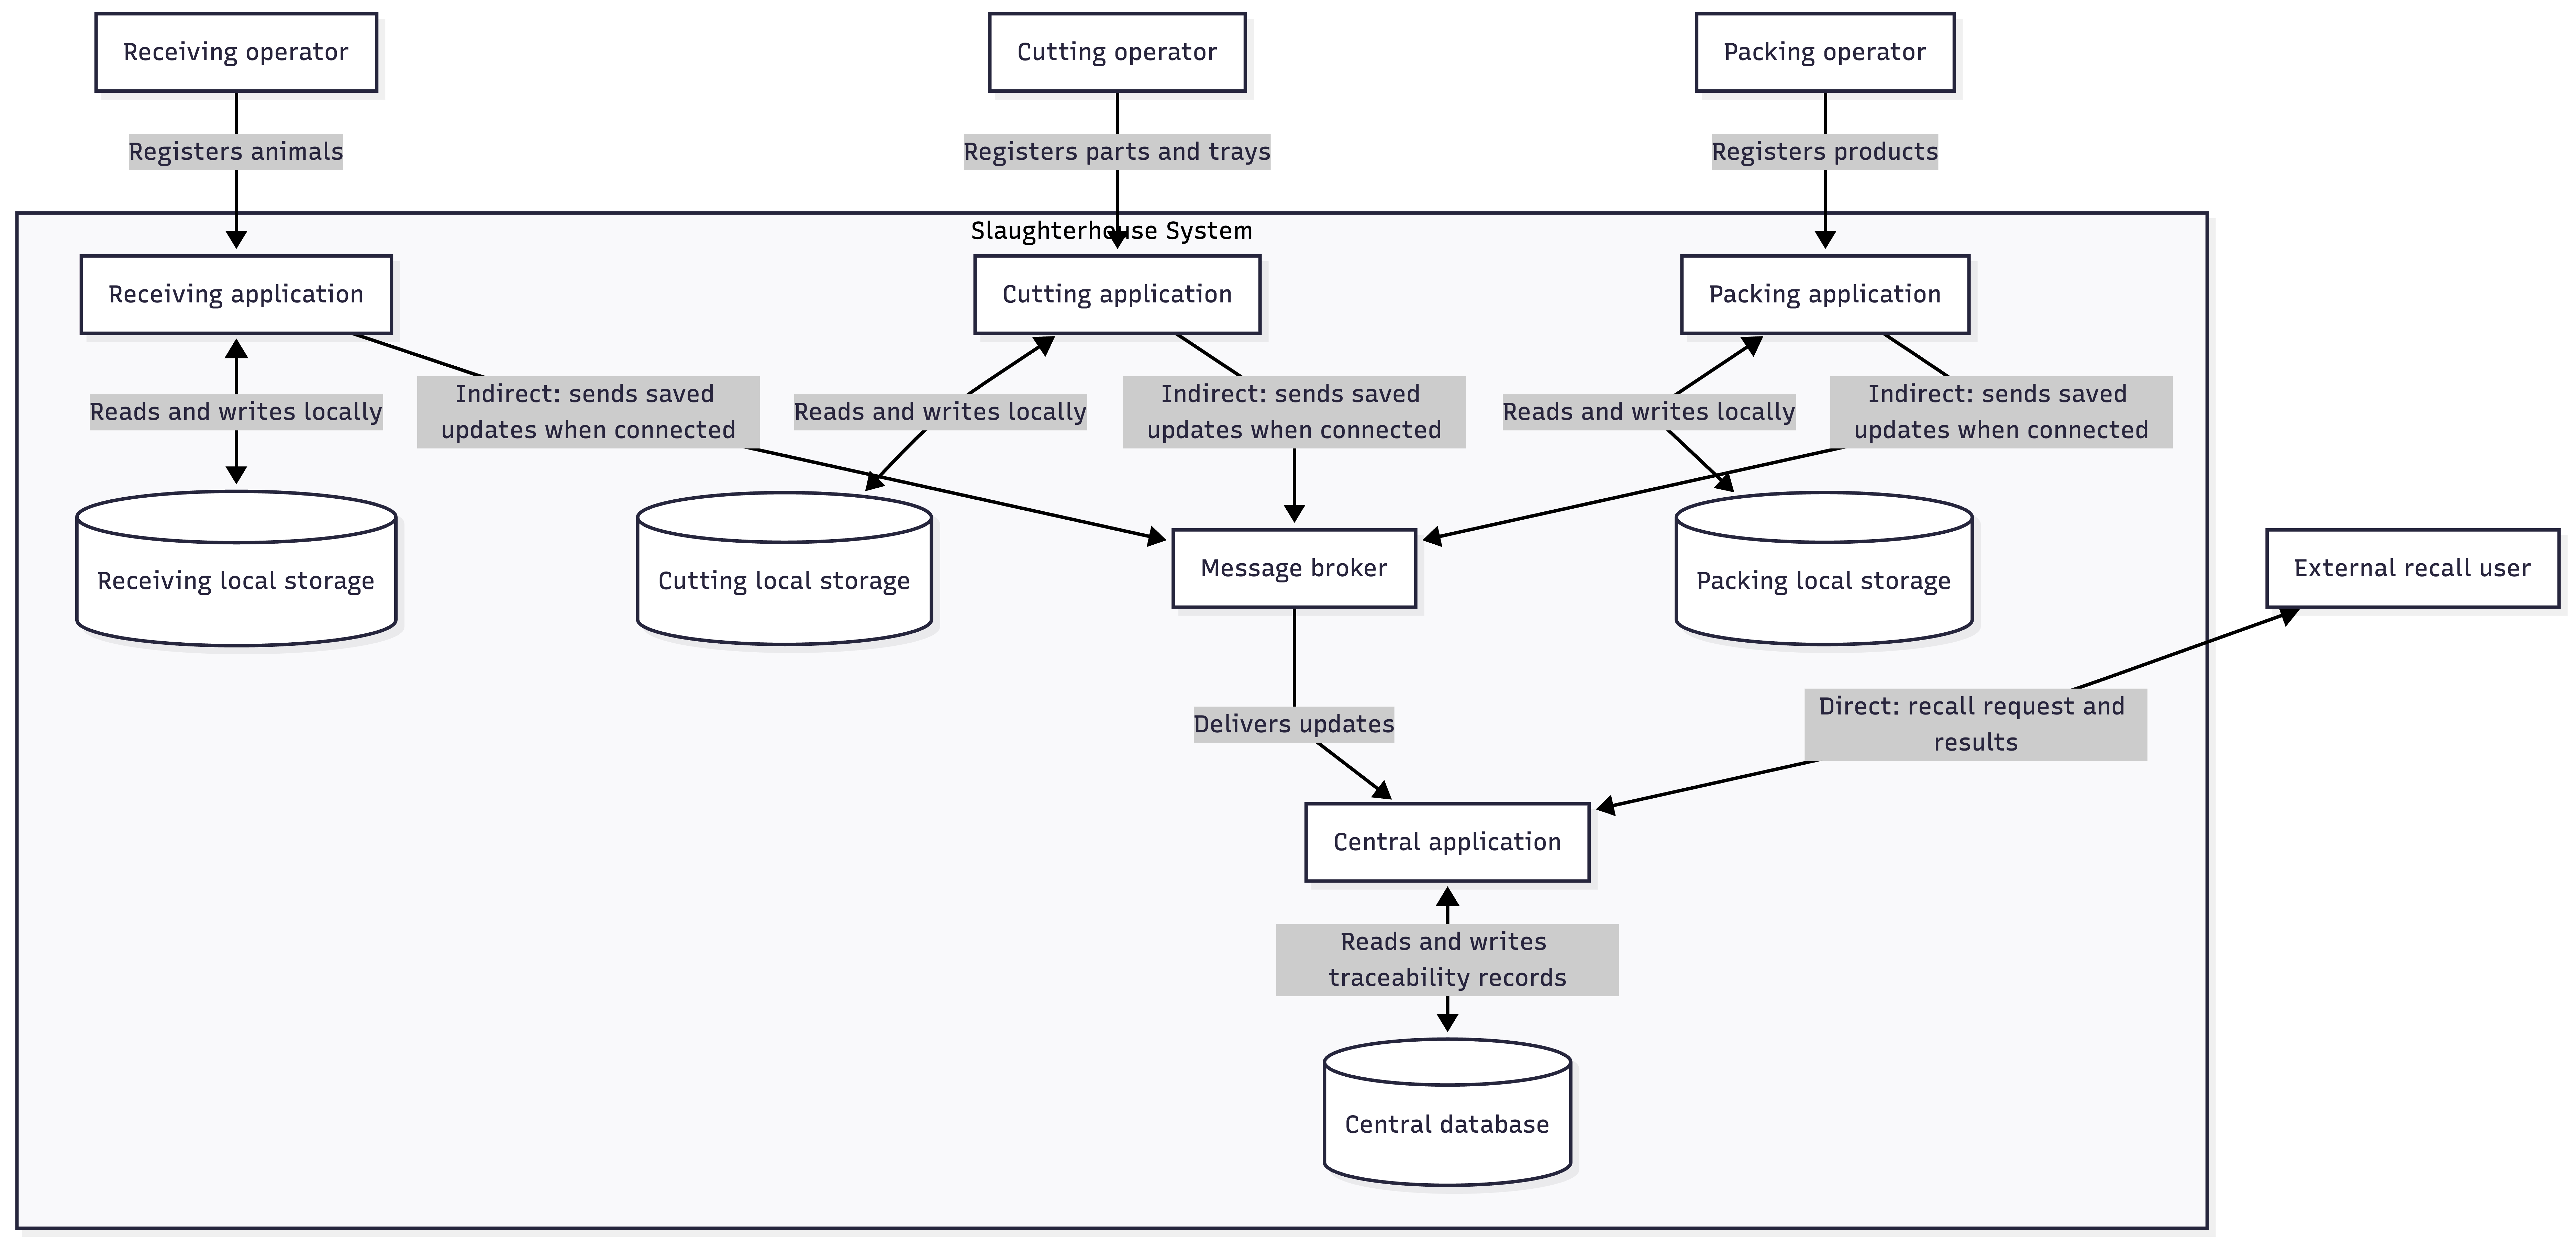 Receiving operator
Cutting operator
Packing operator
Registers animals
Registers parts and trays
Registers products
Slaughterhouse System
Receiving application
Cutting application
Packing application
Reads and writes locally
Indirect: sends saved
updates when connected
Reads and writes locally
Indirect: sends saved
updates when connected
Reads and writes locally
Indirect: sends saved
updates when connected
Receiving local storage
Cutting local storage
Message broker
Packing local storage
External recall user
Delivers updates
Direct: recall request and
results
Central application
Reads and writes
traceability records
Central database